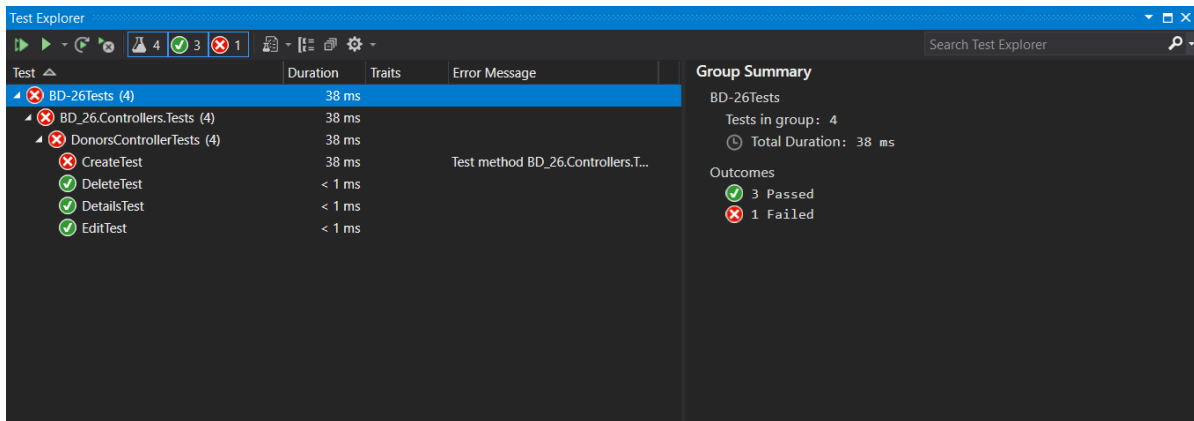 Test Explorer
4 3 1
Search Test Explorer
Test Duration Traits Error Message
BD-26Tests (4) 38 ms
BD_26.Controllers.Tests (4) 38 ms
DonorsControllerTests (4) 38 ms
CreateTest 38 ms Test method BD_26.Controllers.T...
DeleteTest < 1 ms
DetailsTest < 1 ms
EditTest < 1 ms
Group Summary
BD-26Tests
Tests in group: 4
Total Duration: 38 ms
Outcomes
3 Passed
1 Failed